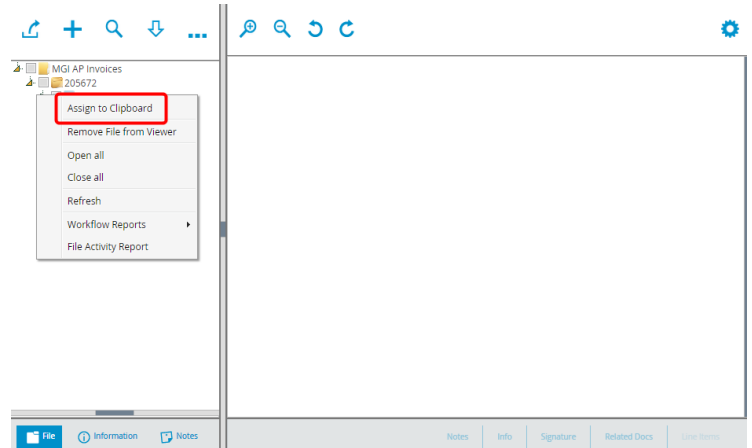 MGI AP Invoices
205672
Assign to Clipboard
Remove File from Viewer
Open all
Close all
Refresh
Workflow Reports
File Activity Report
File
Information
Notes
Notes
Info
Signature
Related Docs
Line Items